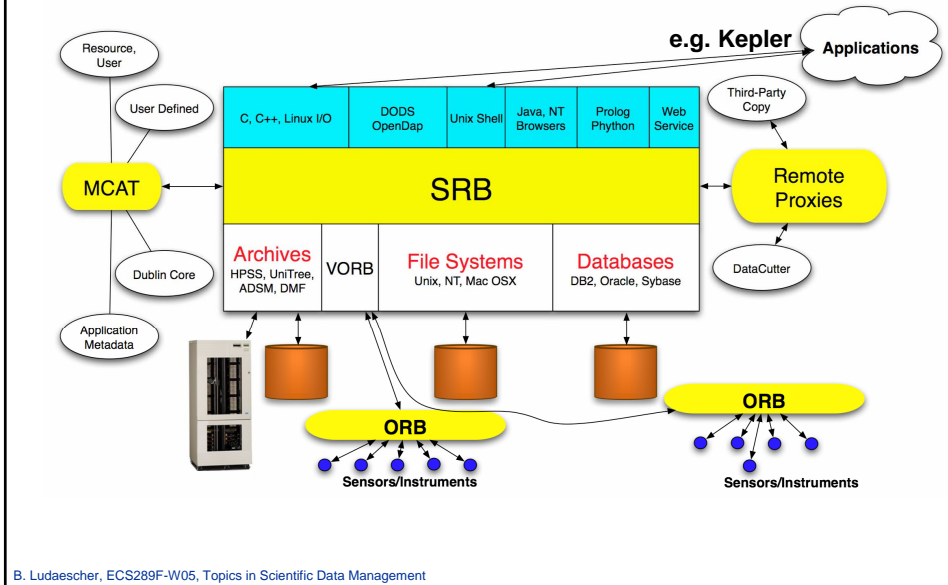 e.g. Kepler
Applications
Resource,
User
User Defined
MCAT
Dublin Core
Application
Metadata
C, C++, Linux I/O
DODS
OpenDap
Unix Shell
Java, NT
Browsers
Prolog
Phython
Web
Service
SRB
Third-Party
Copy
Remote
Proxies
DataCutter
Archives
HPSS, UniTree,
ADSM, DMF
VORB
File Systems
Unix, NT, Mac OSX
Databases
DB2, Oracle, Sybase
ORB
Sensors/Instruments
ORB
Sensors/Instruments
B. Ludaescher, ECS289F-W05, Topics in Scientific Data Management